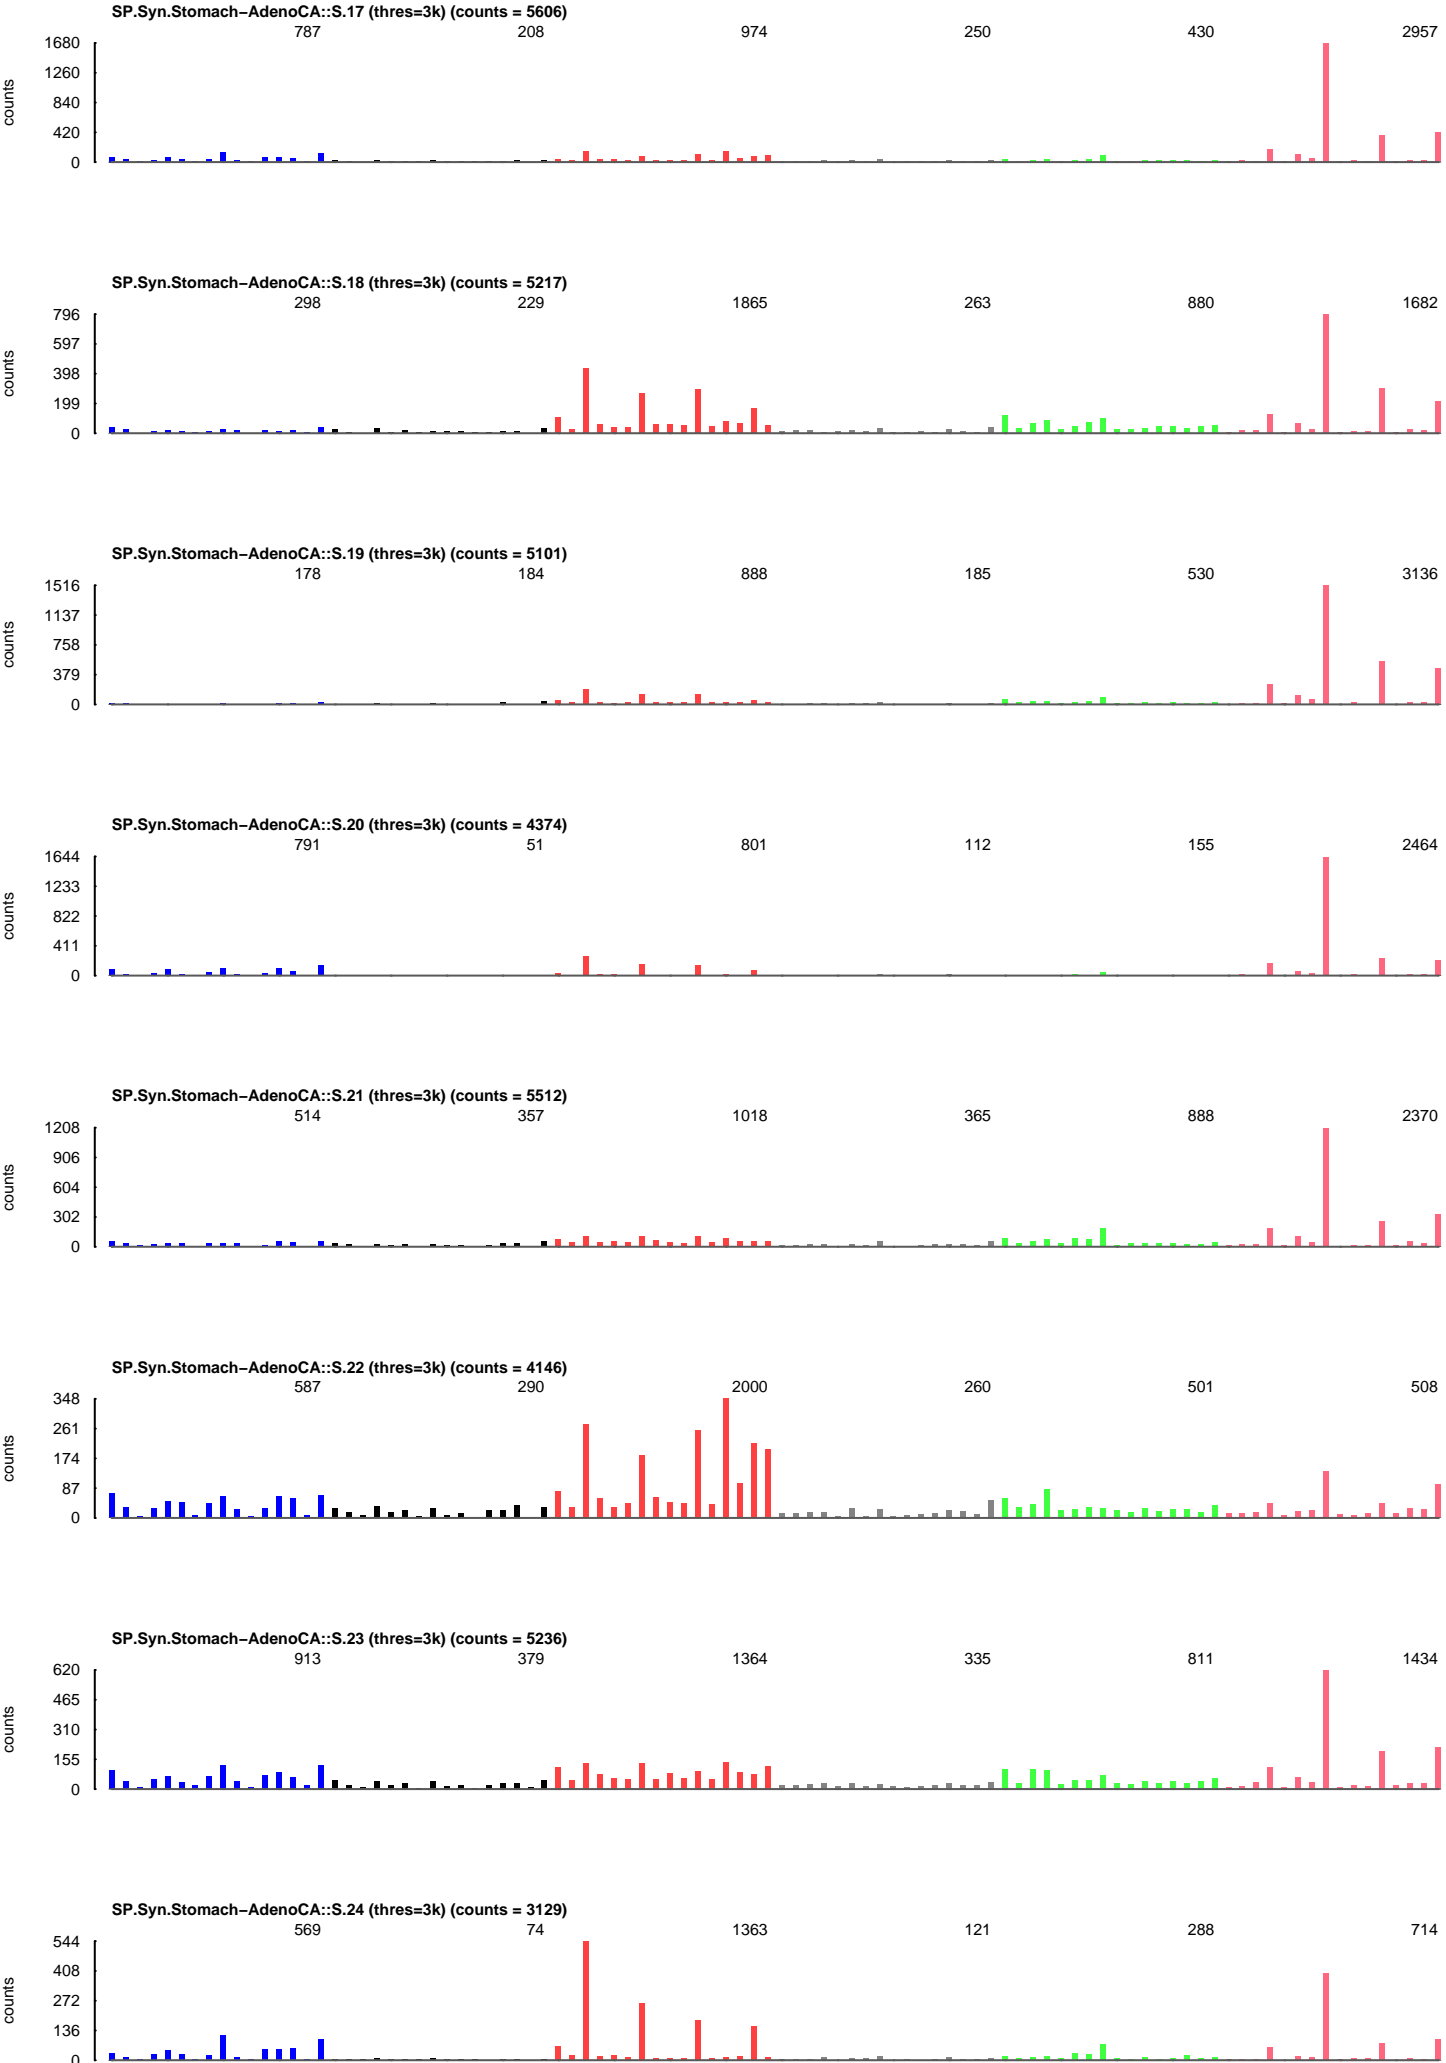 SP.Syn.Stomach−AdenoCA::S.17 (thres=3k) (counts = 5606)
787 208 974 250 430 2957
1680
1260
840
420
0
counts
SP.Syn.Stomach−AdenoCA::S.18 (thres=3k) (counts = 5217)
298 229 1865 263 880 1682
796
597
398
199
0
counts
SP.Syn.Stomach−AdenoCA::S.19 (thres=3k) (counts = 5101)
178 184 888 185 530 3136
1516
1137
758
379
0
counts
SP.Syn.Stomach−AdenoCA::S.20 (thres=3k) (counts = 4374)
791 51 801 112 155 2464
1644
1233
822
411
0
counts
SP.Syn.Stomach−AdenoCA::S.21 (thres=3k) (counts = 5512)
514 357 1018 365 888 2370
1208
906
604
302
0
counts
SP.Syn.Stomach−AdenoCA::S.22 (thres=3k) (counts = 4146)
587 290 2000 260 501 508
348
261
174
87
0
counts
SP.Syn.Stomach−AdenoCA::S.23 (thres=3k) (counts = 5236)
913 379 1364 335 811 1434
620
465
310
155
0
counts
SP.Syn.Stomach−AdenoCA::S.24 (thres=3k) (counts = 3129)
569 74 1363 121 288 714
544
408
272
136
0
counts